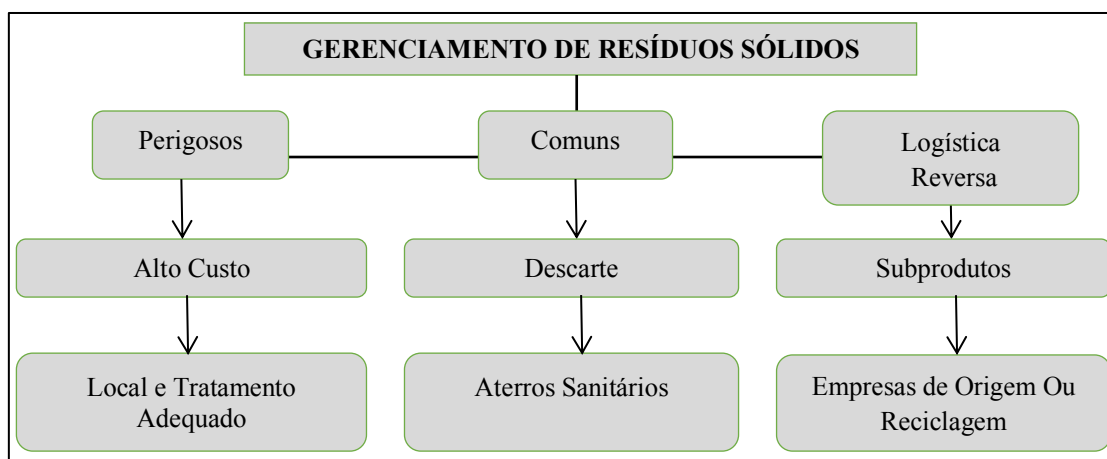 GERENCIAMENTO DE RESÍDUOS SÓLIDOS
Perigosos
Comuns
Logística
Reversa
Alto Custo
Descarte
Subprodutos
Local e Tratamento
Adequado
Aterros Sanitários
Empresas de Origem Ou
Reciclagem